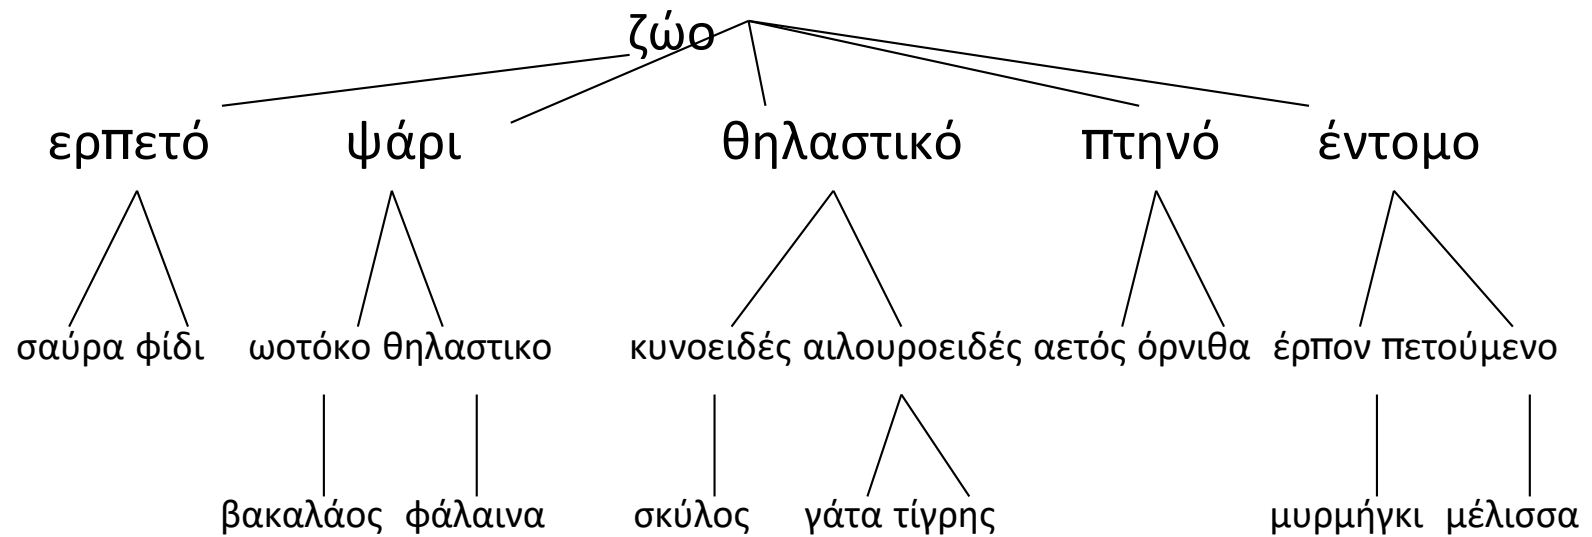 ζώο
ερπετό ψάρι θηλαστικό πτηνό έντομο
σαύρα φίδι ωοτόκο θηλαστικο κυνοειδές αιλουροειδές αετός όρνιθα έρπον πετούμενο
βακαλάος φάλαινα σκύλος γάτα τίγρης μυρμήγκι μέλισσα